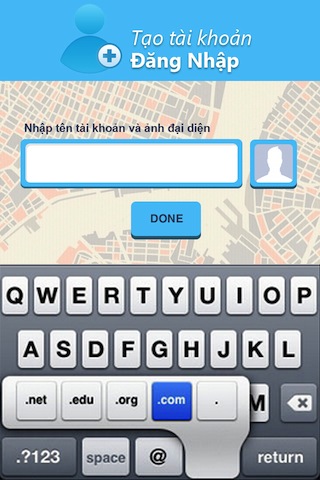 Tạo tài khoản
Đăng Nhập
Nhập tên tài khoản và ảnh đại diện
DONE
Q W E R T Y U I O P
A S D F G H J K L
.net .edu .org .com . M
.?123 space @ return